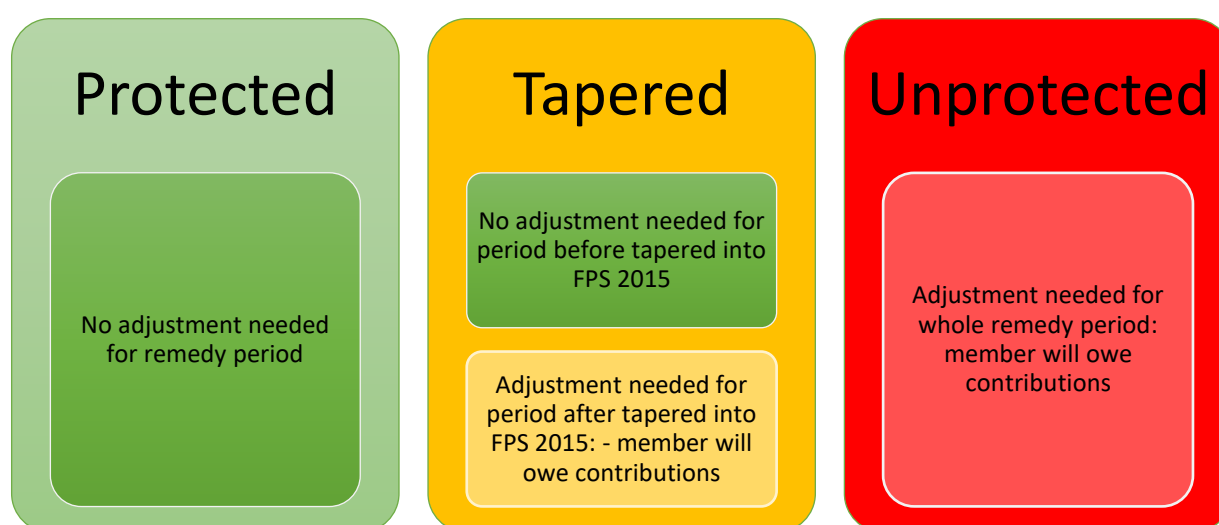 Protected
No adjustment needed
for remedy period
Tapered
No adjustment needed for
period before tapered into
FPS 2015
Adjustment needed for
period after tapered into
FPS 2015: - member will
owe contributions
Unprotected
Adjustment needed for
whole remedy period:
member will owe
contributions